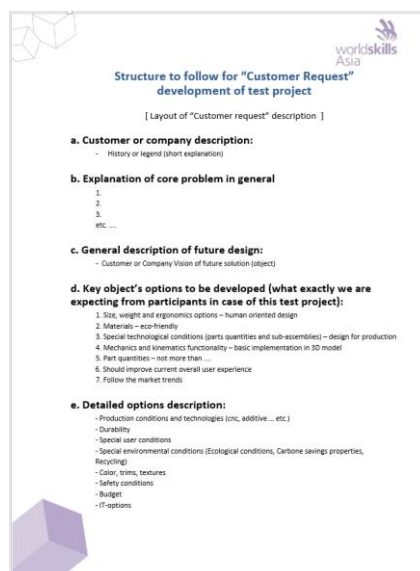 worldskills
Asia
Structure to follow for “Customer Request”
development of test project
[ Layout of “Customer request” description ]
a. Customer or company description:
- History or legend (short explanation)
b. Explanation of core problem in general
1.
2.
3.
etc. ...
c. General description of future design:
- Customer or Company Vision of future solution (object)
d. Key object’s options to be developed (what exactly we are
expecting from participants in case of this test project):
1. Size, weight and ergonomics options – human oriented design
2. Materials – eco-friendly
3. Special technological conditions (parts quantities and sub-assemblies) – design for production
4. Mechanics and kinematics functionality – basic implementation in 3D model
5. Part quantities – not more than ....
6. Should improve current overall user experience
7. Follow the market trends
e. Detailed options description:
- Production conditions and technologies (cnc, additive ... etc.)
- Durability
- Special user conditions
- Special environmental conditions (Ecological conditions, Carbone savings properties,
Recycling)
- Color, trims, textures
- Safety conditions
- Budget
- IT-options